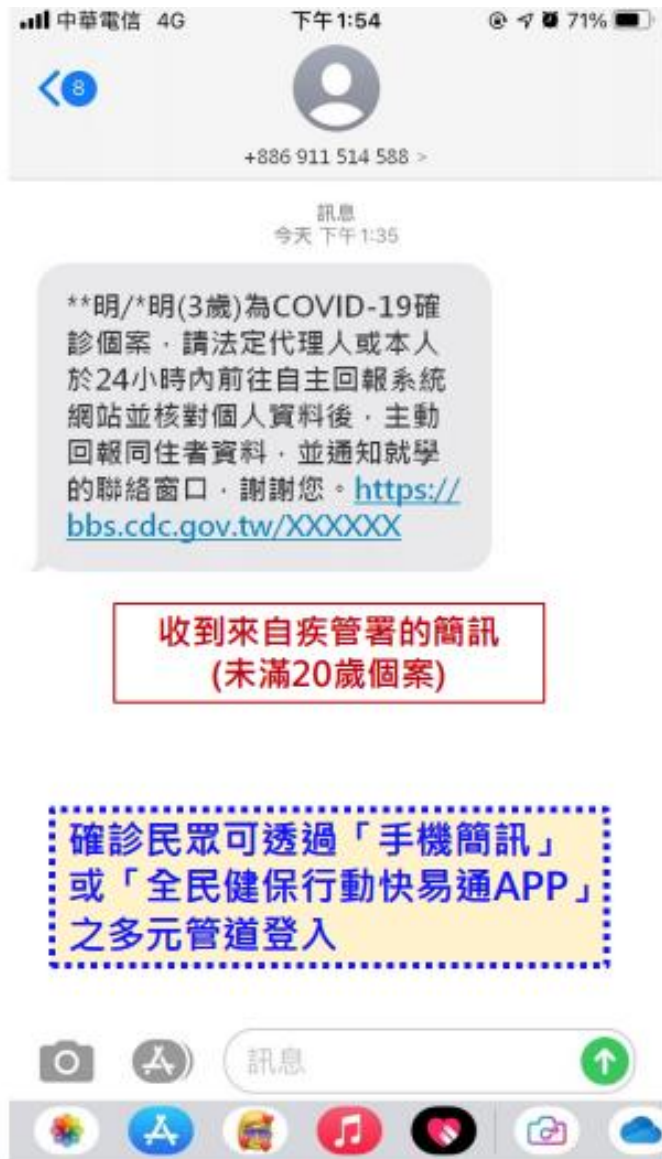 中華電信 4G
下午1:54
71%
8
+886 911 514 588 >
訊息
今天 下午 1:35
**明/*明(3歲)為COVID-19確
診個案，請法定代理人或本人
於24小時內前往自主回報系統
網站並核對個人資料後，主動
回報同住者資料，並通知就學
的聯絡窗口，謝謝您。https://
bbs.cdc.gov.tw/XXXXXX
收到來自疾管署的簡訊
(未滿20歲個案)
確診民眾可透過「手機簡訊」
或「全民健保行動快易通APP」
之多元管道登入
訊息